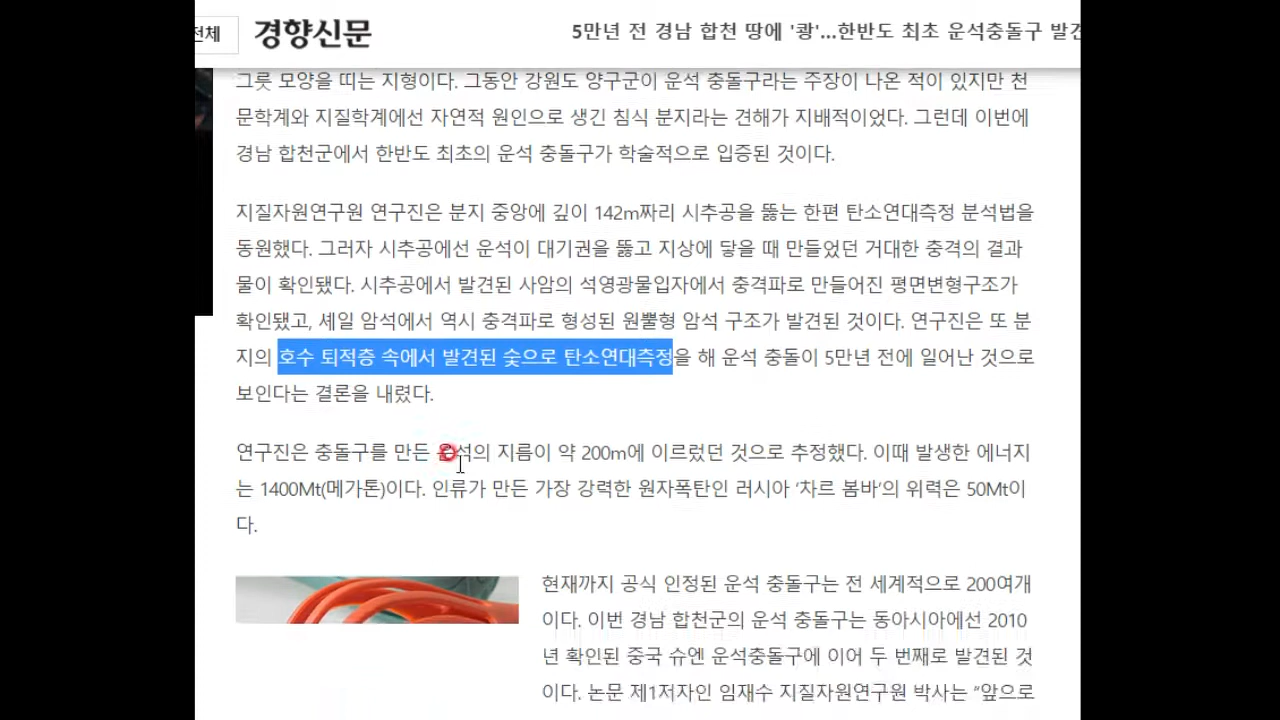 전체
경향신문
5만년 전 경남 합천 땅에 '쾅'...한반도 최초 운석충돌구 발견
그릇 모양을 띠는 지형이다. 그동안 강원도 양구군이 운석 충돌구라는 주장이 나온 적이 있지만 천
문학계와 지질학계에선 자연적 원인으로 생긴 침식 분지라는 견해가 지배적이었다. 그런데 이번에
경남 합천군에서 한반도 최초의 운석 충돌구가 학술적으로 입증된 것이다.
지질자원연구원 연구진은 분지 중앙에 깊이 142m짜리 시추공을 뚫는 한편 탄소연대측정 분석법을
동원했다. 그러자 시추공에선 운석이 대기권을 뚫고 지상에 닿을 때 만들었던 거대한 충격의 결과
물이 확인됐다. 시추공에서 발견된 사암의 석영광물입자에서 충격파로 만들어진 평면변형구조가
확인됐고, 셰일 암석에서 역시 충격파로 형성된 원뿔형 암석 구조가 발견된 것이다. 연구진은 또 분
지의 호수 퇴적층 속에서 발견된 숯으로 탄소연대측정을 해 운석 충돌이 5만년 전에 일어난 것으로
보인다는 결론을 내렸다.
연구진은 충돌구를 만든 운석의 지름이 약 200m에 이르렀던 것으로 추정했다. 이때 발생한 에너지
는 1400Mt(메가톤)이다. 인류가 만든 가장 강력한 원자폭탄인 러시아 ‘차르 봄바’의 위력은 50Mt이
다.
현재까지 공식 인정된 운석 충돌구는 전 세계적으로 200여개
이다. 이번 경남 합천군의 운석 충돌구는 동아시아에선 2010
년 확인된 중국 슈엔 운석충돌구에 이어 두 번째로 발견된 것
이다. 논문 제1저자인 임재수 지질자원연구원 박사는 “앞으로